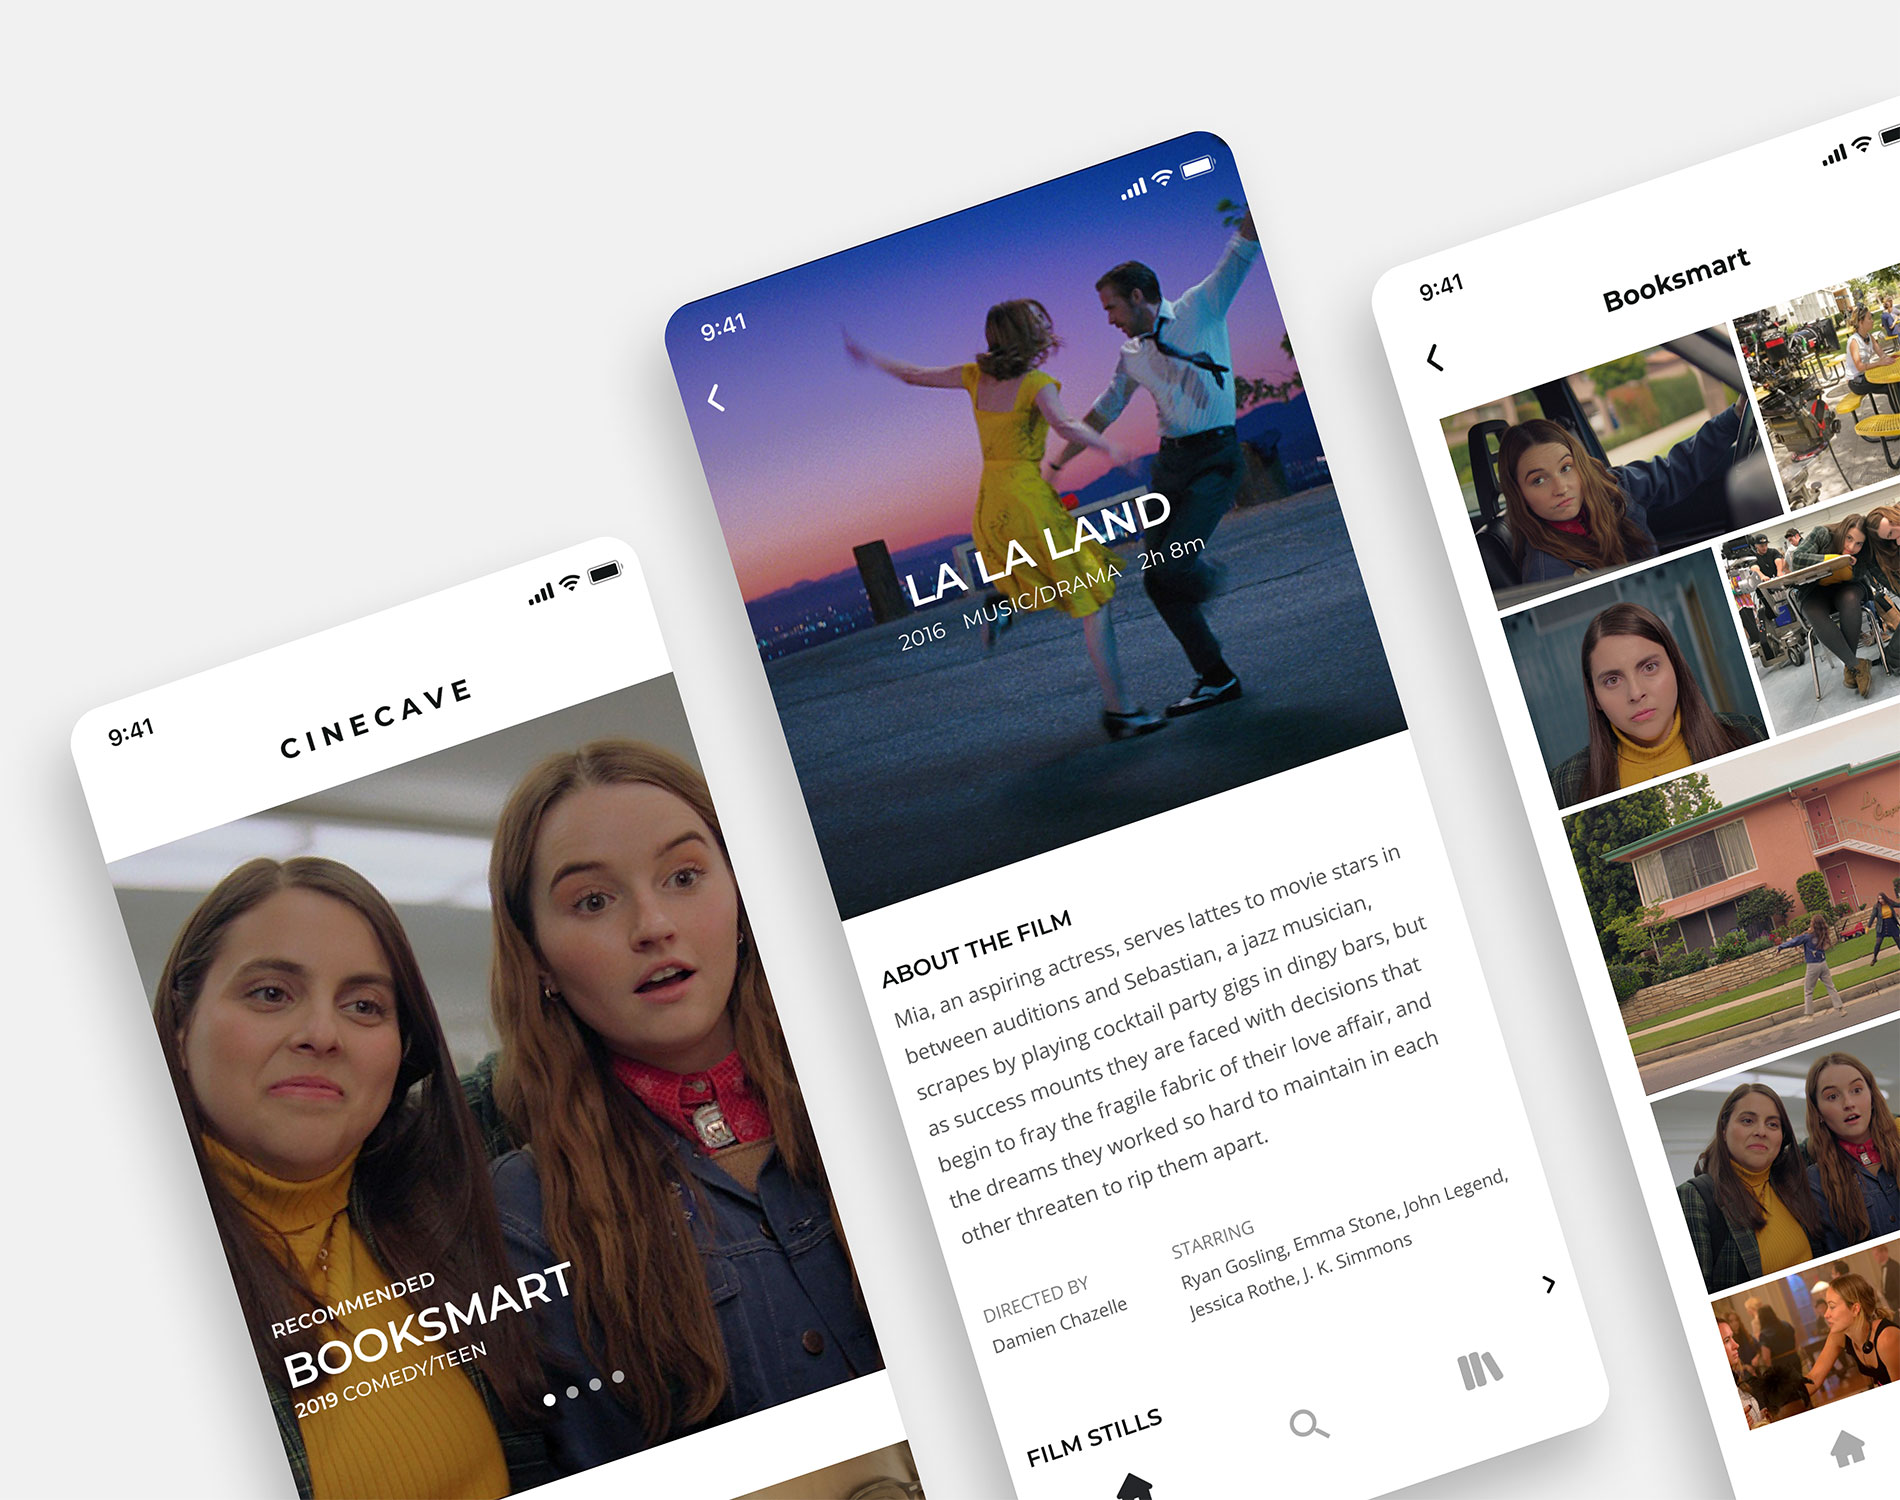 9:41
CINECAVE
RECOMMENDED
BOOKSMART
2019 COMEDY/TEEN
9:41
LA LA LAND
2016 MUSIC/DRAMA 2h 8m
ABOUT THE FILM
Mia, an aspiring actress, serves lattes to movie stars in
between auditions and Sebastian, a jazz musician,
scrapes by playing cocktail party gigs in dingy bars, but
as success mounts they are faced with decisions that
begin to fray the fragile fabric of their love affair, and
the dreams they worked so hard to maintain in each
other threaten to rip them apart.
DIRECTED BY
Damien Chazelle
STARRING
Ryan Gosling, Emma Stone, John Legend,
Jessica Rothe, J. K. Simmons
FILM STILLS
9:41
Booksmart